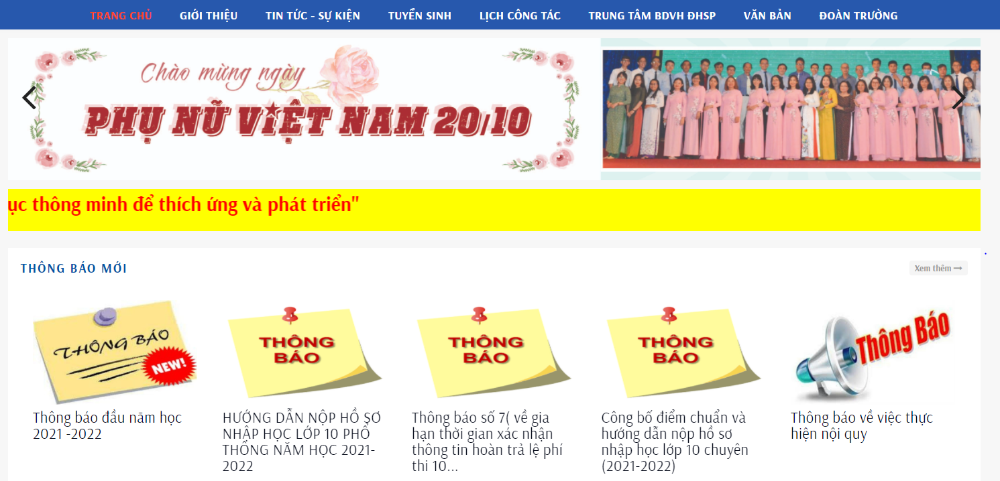 TRANG CHỦ GIỚI THIỆU TIN TỨC - SỰ KIỆN TUYỂN SINH LỊCH CÔNG TÁC TRUNG TÂM BDVH ĐHSP VĂN BẢN ĐOÀN TRƯỜNG
Chào mừng ngày
PHỤ NỮ VIỆT NAM 20/10
ục thông minh để thích ứng và phát triển"
THÔNG BÁO MỚI
Xem thêm
THÔNG BÁO
NEW!
Thông báo đầu năm học
2021 -2022
THÔNG
BÁO
HƯỚNG DẪN NỘP HỒ SƠ
NHẬP HỌC LỚP 10 PHỔ
THÔNG NĂM HỌC 2021-
2022
THÔNG
BÁO
Thông báo số 7( về gia
hạn thời gian xác nhận
thông tin hoàn trả lệ phí
thi 10...
THÔNG
BÁO
Công bố điểm chuẩn và
hướng dẫn nộp hồ sơ
nhập học lớp 10 chuyên
(2021-2022)
Thông Báo
Thông báo về việc thực
hiện nội quy